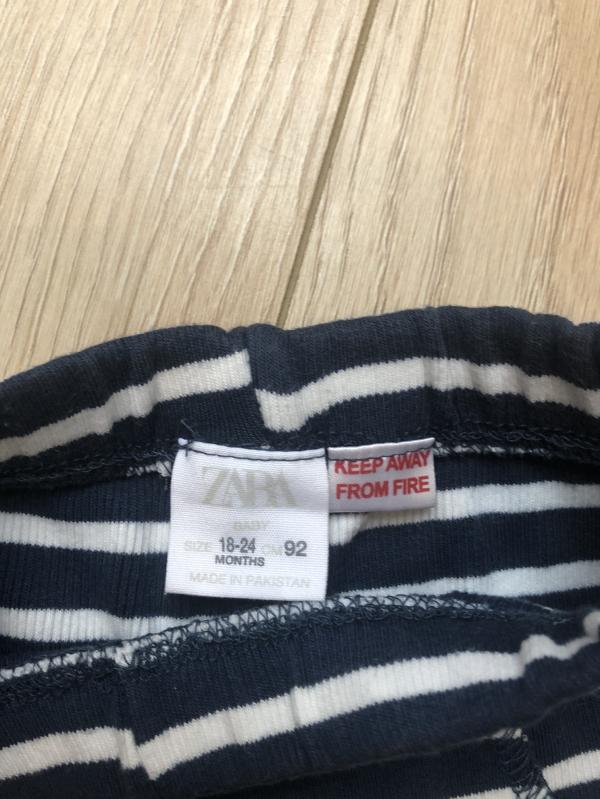 ZARA
BABY
SIZE 18-24 CM 92
MONTHS
MADE IN PAKISTAN
KEEP AWAY
FROM FIRE